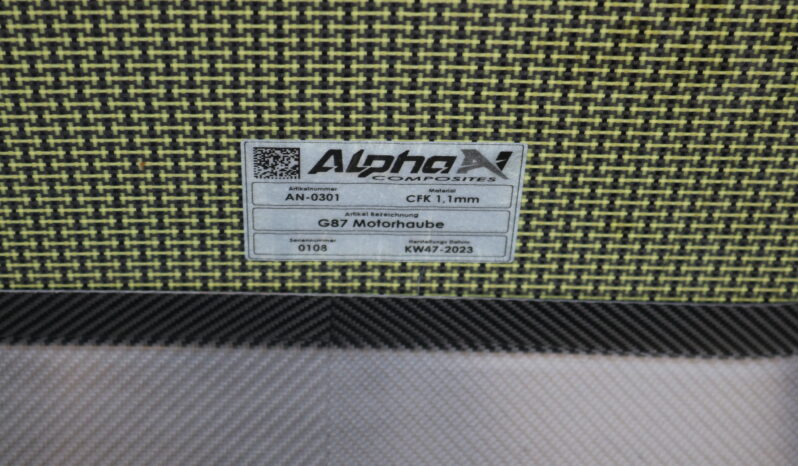 AlphaN
COMPOSITES
Artikelnummer Material
AN-0301 CFK 1,1mm
Artikel Bezeichnung
G87 Motorhaube
Seriennummer Herstellungs Datum
0108 KW47-2023